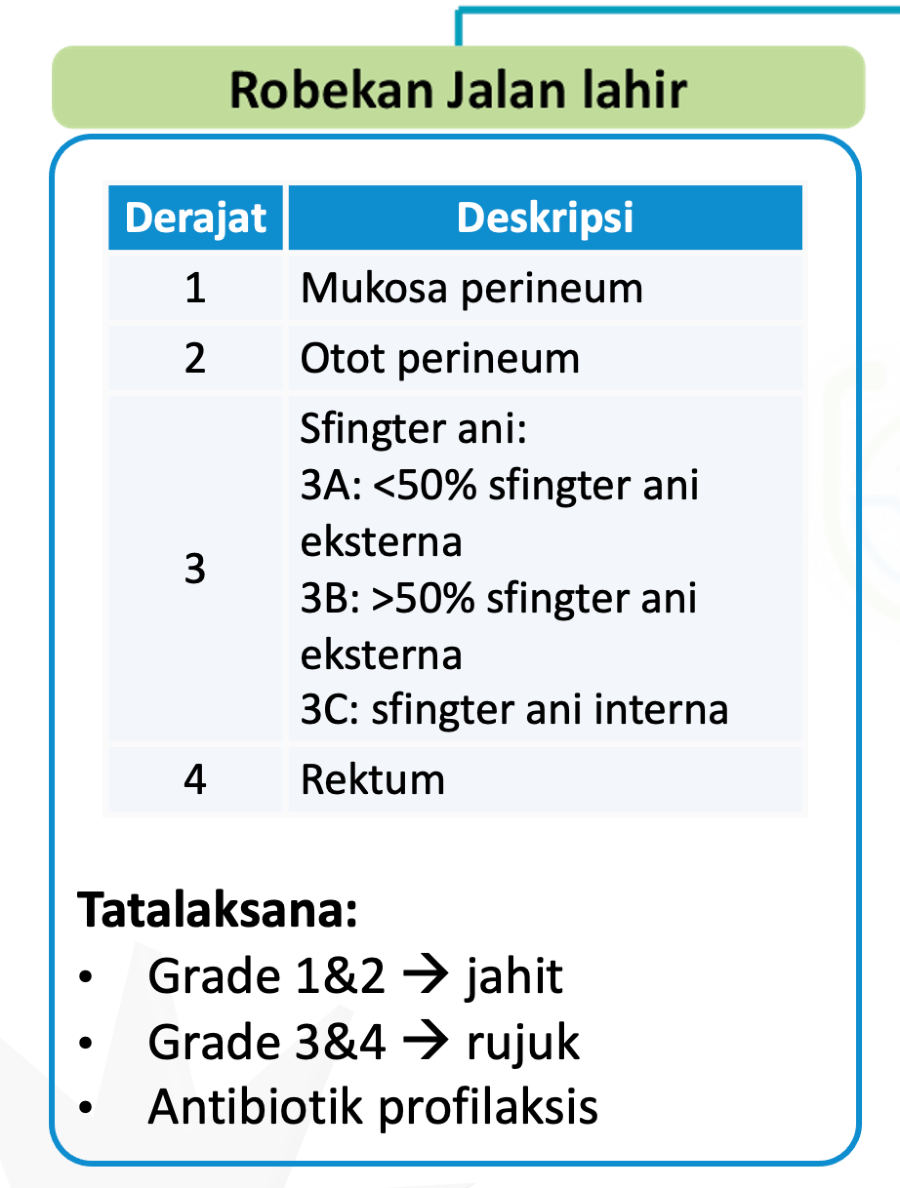 Robekan Jalan lahir
Derajat Deskripsi
1 Mukosa perineum
2 Otot perineum
Sfingter ani:
3A: <50% sfingter ani
eksterna
3 3B: >50% sfingter ani
eksterna
3C: sfingter ani interna
4 Rektum
Tatalaksana:
• Grade 1&2 → jahit
• Grade 3&4 → rujuk
• Antibiotik profilaksis